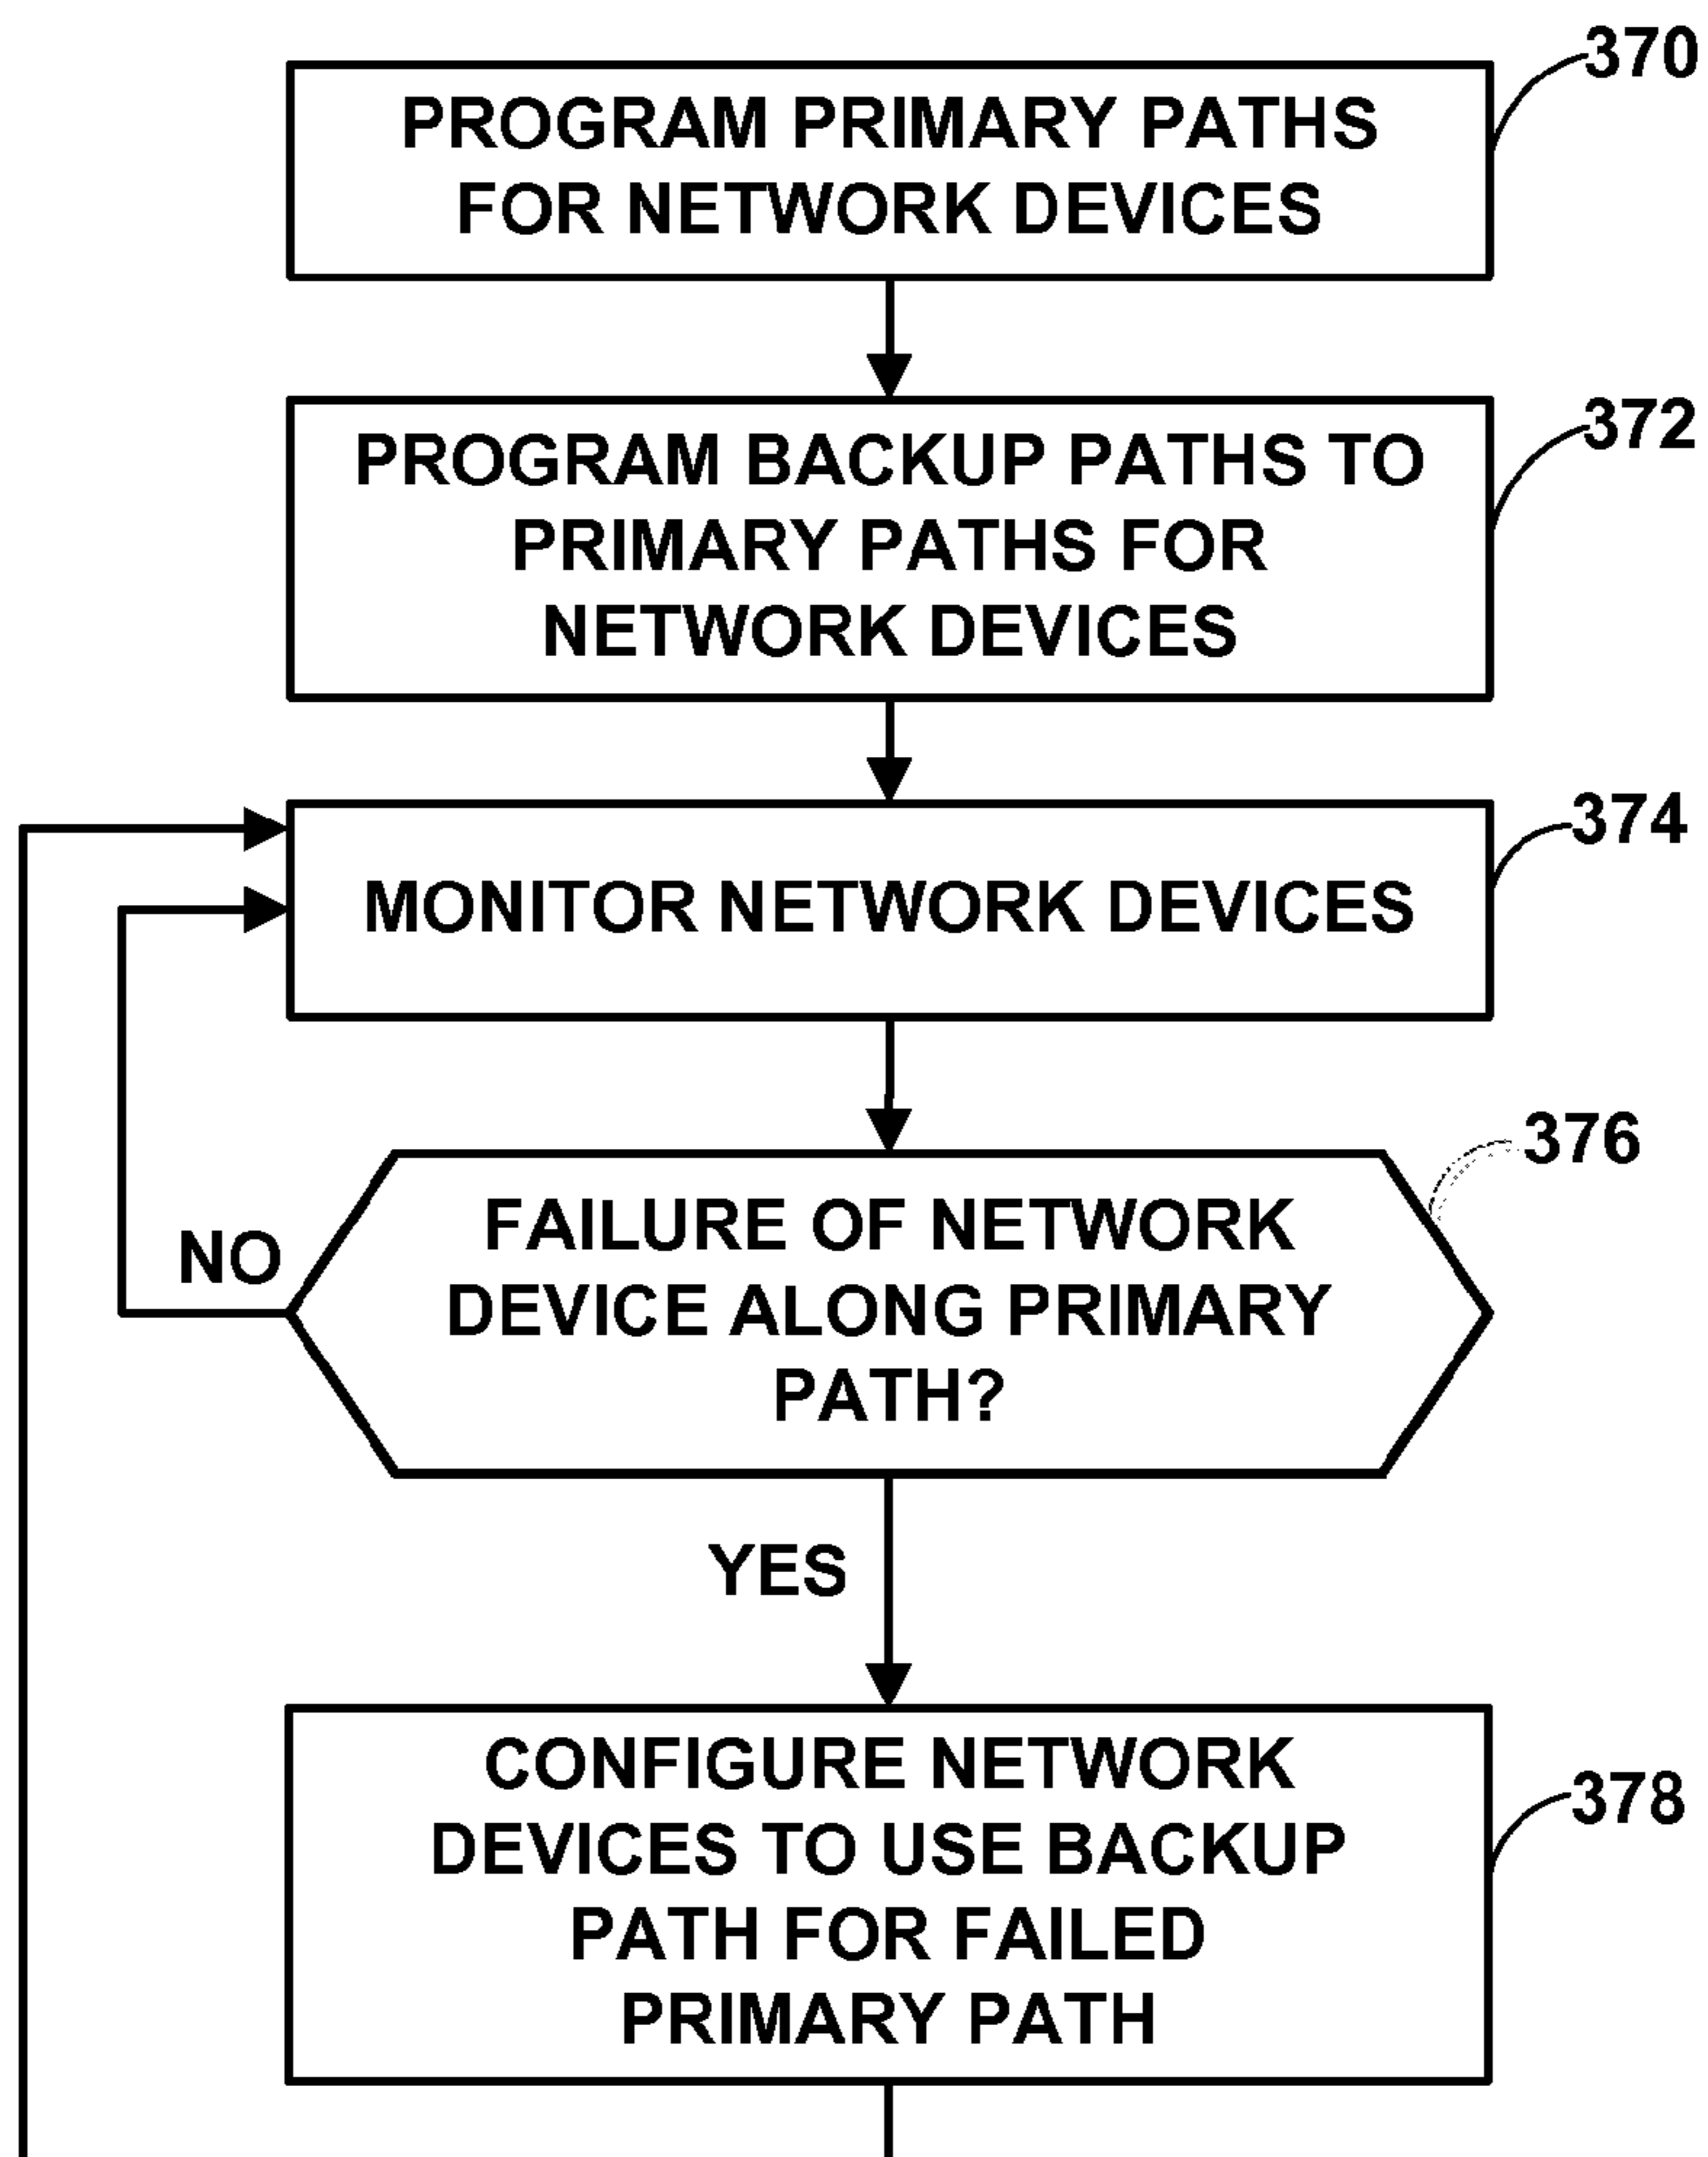 370
PROGRAM PRIMARY PATHS
FOR NETWORK DEVICES
372
PROGRAM BACKUP PATHS TO
PRIMARY PATHS FOR
NETWORK DEVICES
374
MONITOR NETWORK DEVICES
376
FAILURE OF NETWORK
DEVICE ALONG PRIMARY
PATH?
NO
YES
CONFIGURE NETWORK
DEVICES TO USE BACKUP
PATH FOR FAILED
PRIMARY PATH
378